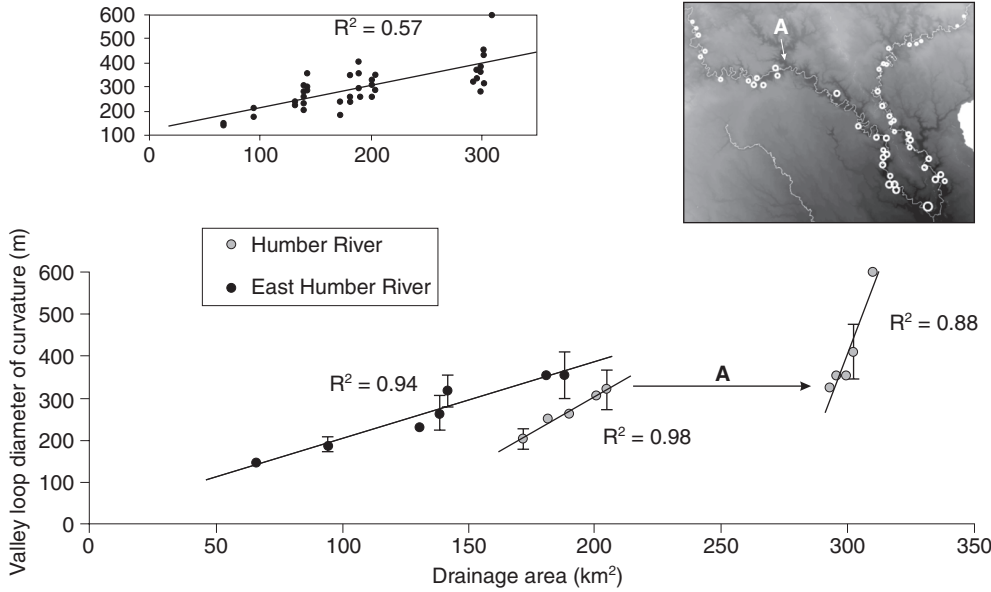 600
500
400
300
200
100
0
100
200
300
R² = 0.57
A
Humber River
East Humber River
Valley loop diameter of curvature (m)
600
500
400
300
200
100
0
R² = 0.94
R² = 0.98
A
R² = 0.88
0
50
100
150
200
250
300
350
Drainage area (km²)